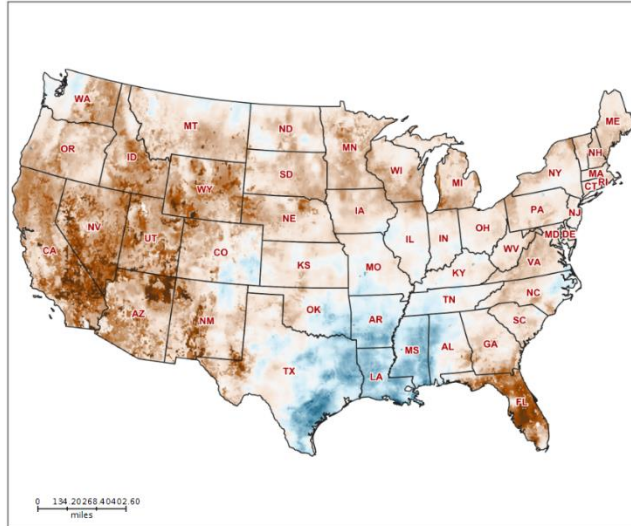 WA
MT
ND
MN
ME
OR
ID
WY
SD
WI
MI
NY
NH
MA
CT
RI
NV
UT
NE
IA
IL
IN
OH
PA
NJ
CA
CO
KS
MO
KY
WV
MD
DE
VA
AZ
NM
OK
AR
TN
NC
TX
LA
MS
AL
GA
SC
FL
0 134.20268.40402.60
miles